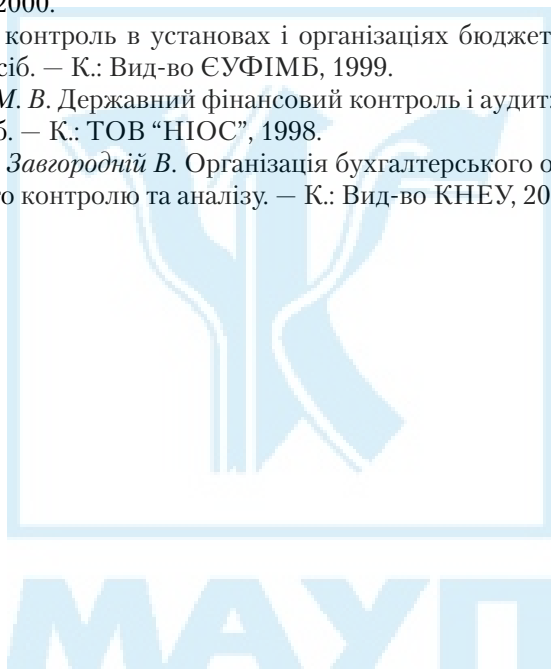 2000.
контроль в установах і організаціях бюджет
сіб. — К.: Вид-во ЄУФІМБ, 1999.
М. В. Державний фінансовий контроль і аудит:
б. — К.: ТОВ “НІОС”, 1998.
Завгородній В. Організація бухгалтерського о
го контролю та аналізу. — К.: Вид-во КНЕУ, 20
МАУП